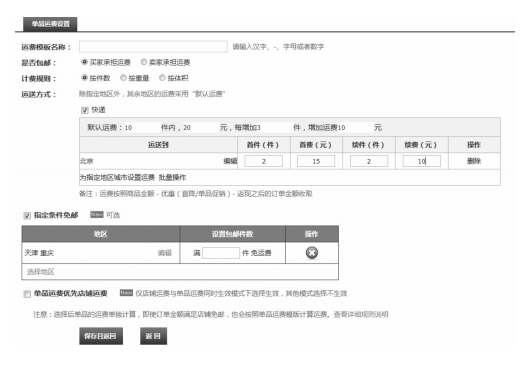 单品运费设置
运费模板名称： 请输入汉字、-、字母或者数字
是否包邮： 买家承担运费 卖家承担运费
计费规则： 按件数 按重量 按体积
运送方式： 除指定地区外，其余地区的运费采用“默认运费”
快递
默认运费：10 件内，20 元，每增加3 件，增加运费10 元
运送到 首件（件） 首费（元） 续件（件） 续费（元） 操作
北京 编辑 2 15 2 10 删除
为指定地区城市设置运费 批量操作
备注：运费按照商品金额 - 优惠（直降/单品促销）- 返现之后的订单金额收取
指定条件包邮 New 可选
地区 设置包邮件数 操作
天津 重庆 编辑 满 件 免运费
选择地区
单品运费优先店铺运费 New 仅店铺运费与单品运费同时生效模式下选择生效，其他模式选择不生效
注意：选择后单品的运费单独计算，即使订单金额满足店铺免邮，也会按照单品运费模版计算运费。查看详细规则说明
保存且返回 返 回